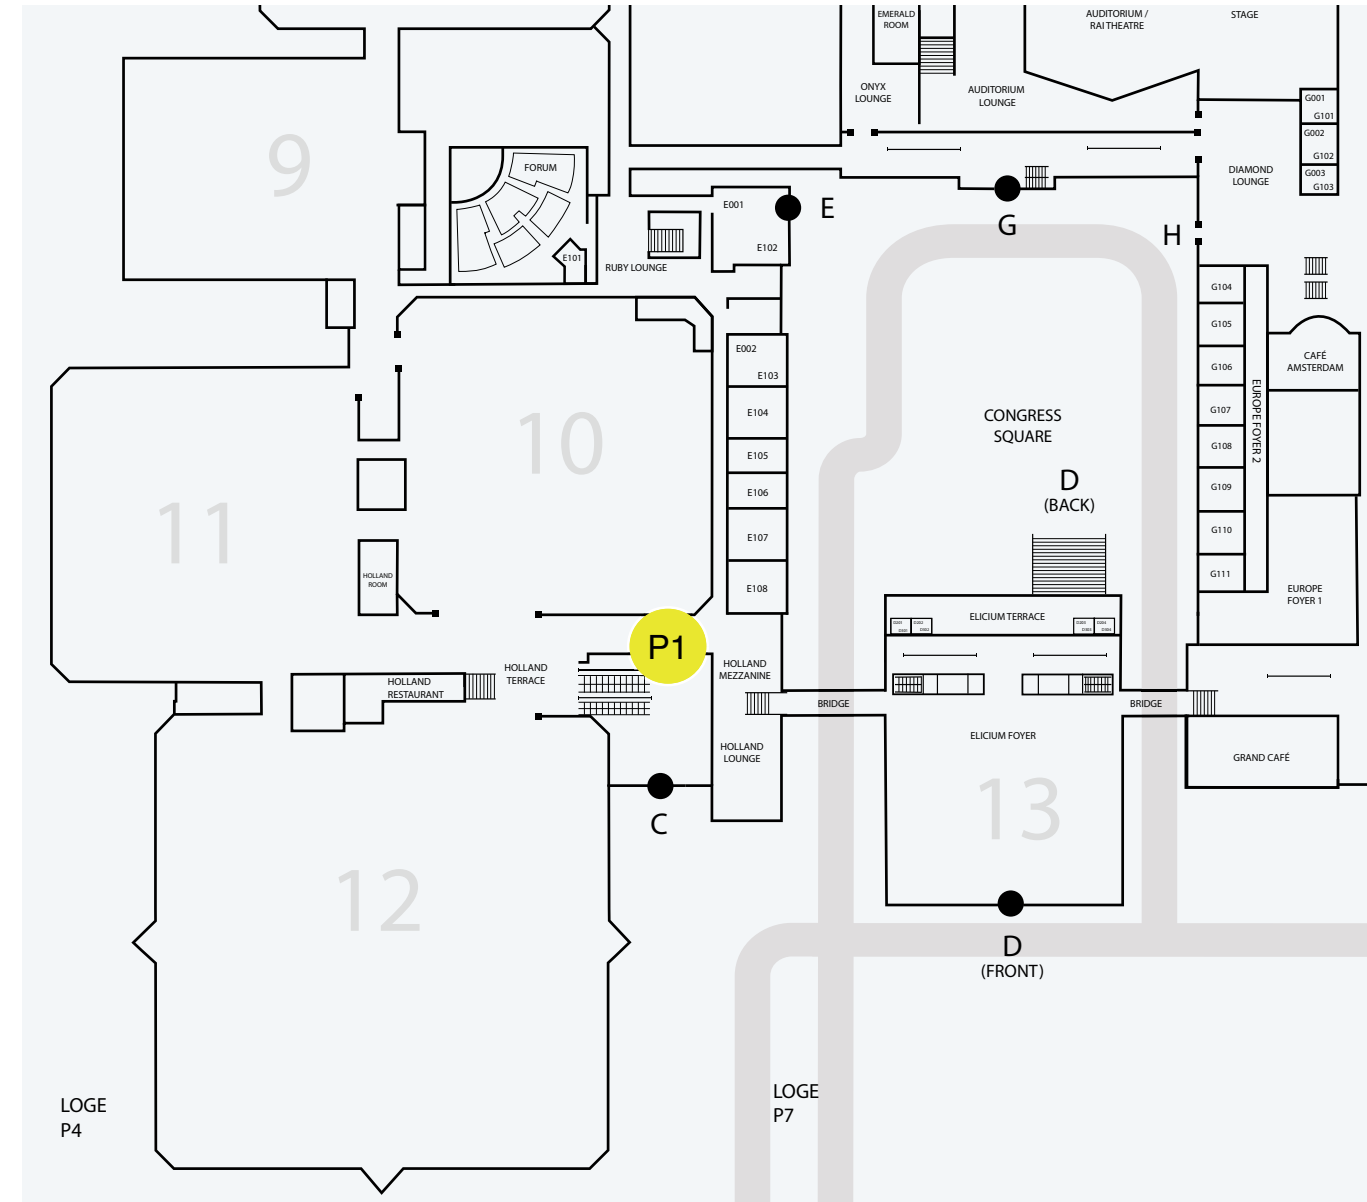 EMERALD
ROOM
AUDITORIUM /
RAI THEATRE
STAGE
ONYX
LOUNGE
AUDITORIUM
LOUNGE
G001
G101
G002
G102
G003
G103
DIAMOND
LOUNGE
9
FORUM
E101
RUBY LOUNGE
E001
E102
E
G
H
G104
G105
G106
G107
G108
G109
G110
G111
EUROPE FOYER 2
CAFÉ
AMSTERDAM
E002
E103
E104
E105
E106
E107
E108
10
11
CONGRESS
SQUARE
D
(BACK)
HOLLAND
ROOM
EUROPE
FOYER 1
ELICIUM TERRACE
P1
HOLLAND
TERRACE
HOLLAND
MEZZANINE
HOLLAND
RESTAURANT
BRIDGE
BRIDGE
ELICIUM FOYER
HOLLAND
LOUNGE
GRAND CAFÉ
13
C
12
D
(FRONT)
LOGE
P4
LOGE
P7